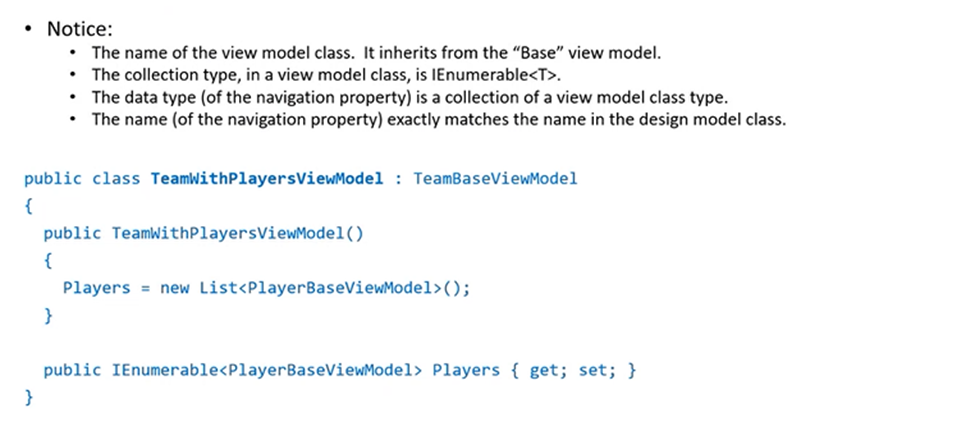 • Notice:
• The name of the view model class. It inherits from the “Base” view model.
• The collection type, in a view model class, is IEnumerable<T>.
• The data type (of the navigation property) is a collection of a view model class type.
• The name (of the navigation property) exactly matches the name in the design model class.
public class TeamWithPlayersViewModel : TeamBaseViewModel
{
public TeamWithPlayersViewModel()
{
Players = new List<PlayerBaseViewModel>();
}
public IEnumerable<PlayerBaseViewModel> Players { get; set; }
}